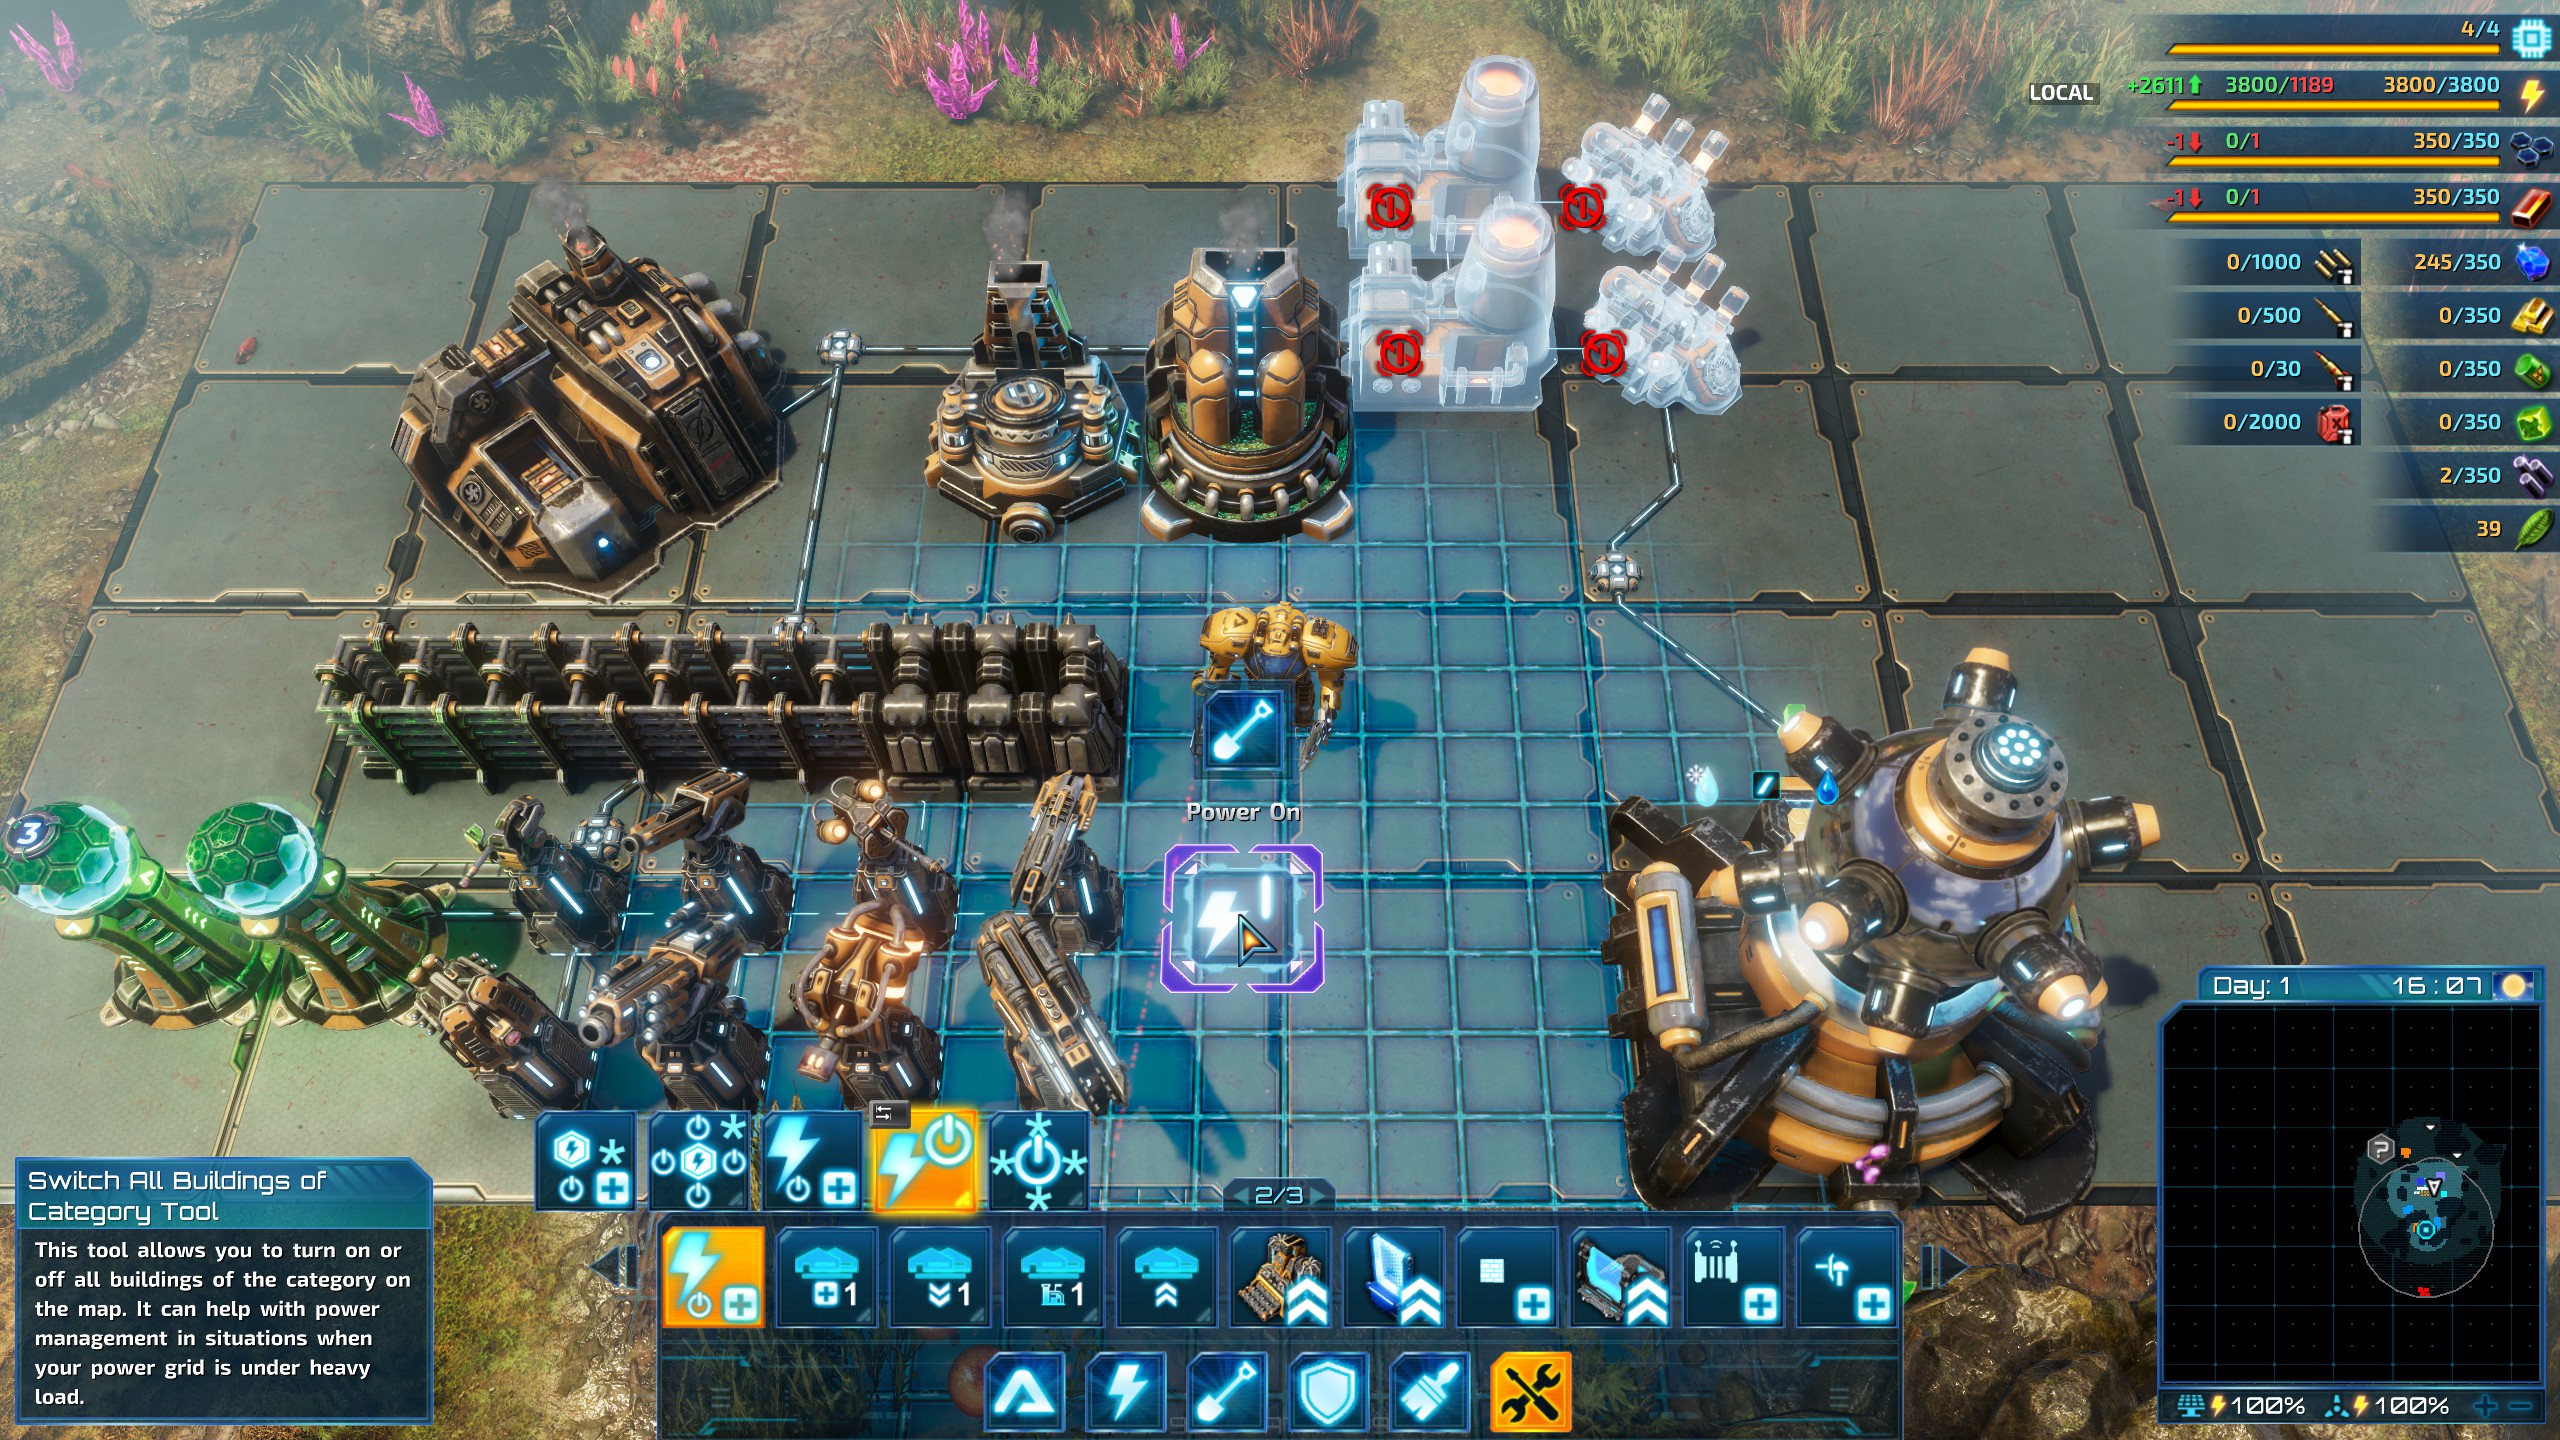 4/4
LOCAL
+2611 3800/1189 3800/3800
-1 0/1 350/350
-1 0/1 350/350
0/1000 245/350
0/500 0/350
0/30 0/350
0/2000 0/350
2/350
39
3
Power On
Day: 1 16:07
2/3
Switch All Buildings of
Category Tool
This tool allows you to turn on or
off all buildings of the category on
the map. It can help with power
management in situations when
your power grid is under heavy
load.
1
1
1
?
100% 100%